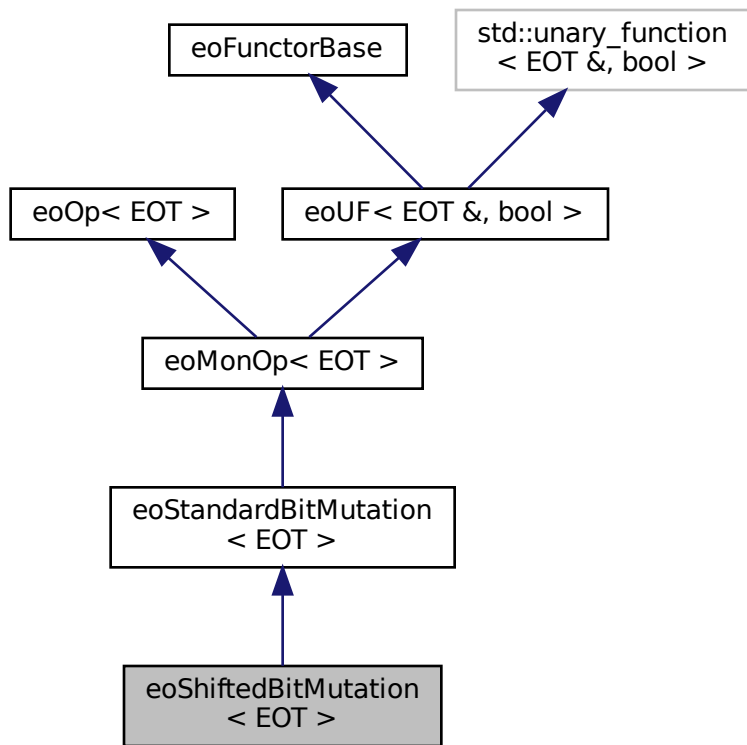 eoFunctorBase
std::unary_function
< EOT &, bool >
eoOp< EOT >
eoUF< EOT &, bool >
eoMonOp< EOT >
eoStandardBitMutation
< EOT >
eoShiftedBitMutation
< EOT >